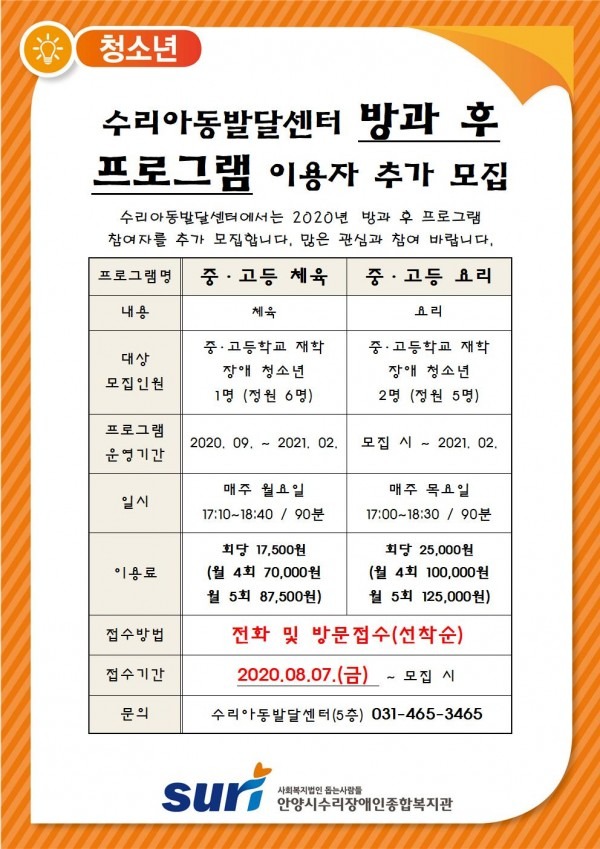 청소년
수리아동발달센터 방과 후
프로그램 이용자 추가 모집
수리아동발달센터에서는 2020년 방과 후 프로그램
참여자를 추가 모집합니다. 많은 관심과 참여 바랍니다.
프로그램명 중·고등 체육 중·고등 요리
내용 체육 요리
대상
모집인원
중·고등학교 재학
장애 청소년
1명 (정원 6명)
중·고등학교 재학
장애 청소년
2명 (정원 5명)
프로그램
운영기간
2020. 09. ~ 2021. 02.
모집 시 ~ 2021. 02.
일시
매주 월요일
17:10~18:40 / 90분
매주 목요일
17:00~18:30 / 90분
이용료
회당 17,500원
(월 4회 70,000원
월 5회 87,500원)
회당 25,000원
(월 4회 100,000원
월 5회 125,000원)
접수방법 전화 및 방문접수(선착순)
접수기간 2020.08.07.(금) ~ 모집 시
문의 수리아동발달센터(5층) 031-465-3465
suri
사회복지법인 돕는사람들
안양시수리장애인종합복지관